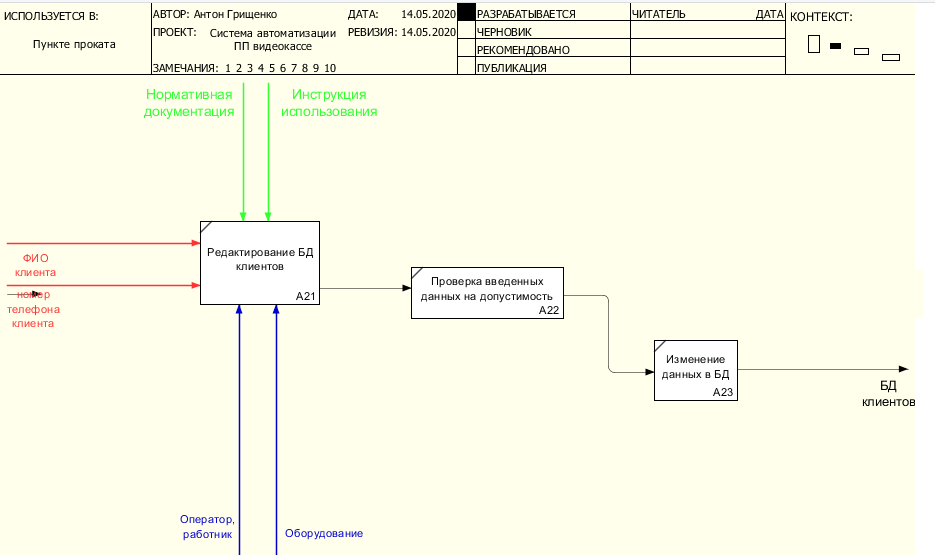 ИСПОЛЬЗУЕТСЯ В:
Пункте проката
АВТОР: Антон Грищенко
ДАТА: 14.05.2020
ПРОЕКТ: Система автоматизации
ПП видеокассе
РЕВИЗИЯ: 14.05.2020
ЗАМЕЧАНИЯ: 1 2 3 4 5 6 7 8 9 10
РАЗРАБАТЫВАЕТСЯ
ЧЕРНОВИК
РЕКОМЕНДОВАНО
ПУБЛИКАЦИЯ
ЧИТАТЕЛЬ ДАТА
КОНТЕКСТ:
Нормативная
документация
Инструкция
использования
ФИО
клиента
номер
телефона
клиента
Редактирование БД
клиентов
A21
Проверка введенных
данных на допустимость
A22
Изменение
данных в БД
A23
БД
клиентов
Оператор,
работник
Оборудование